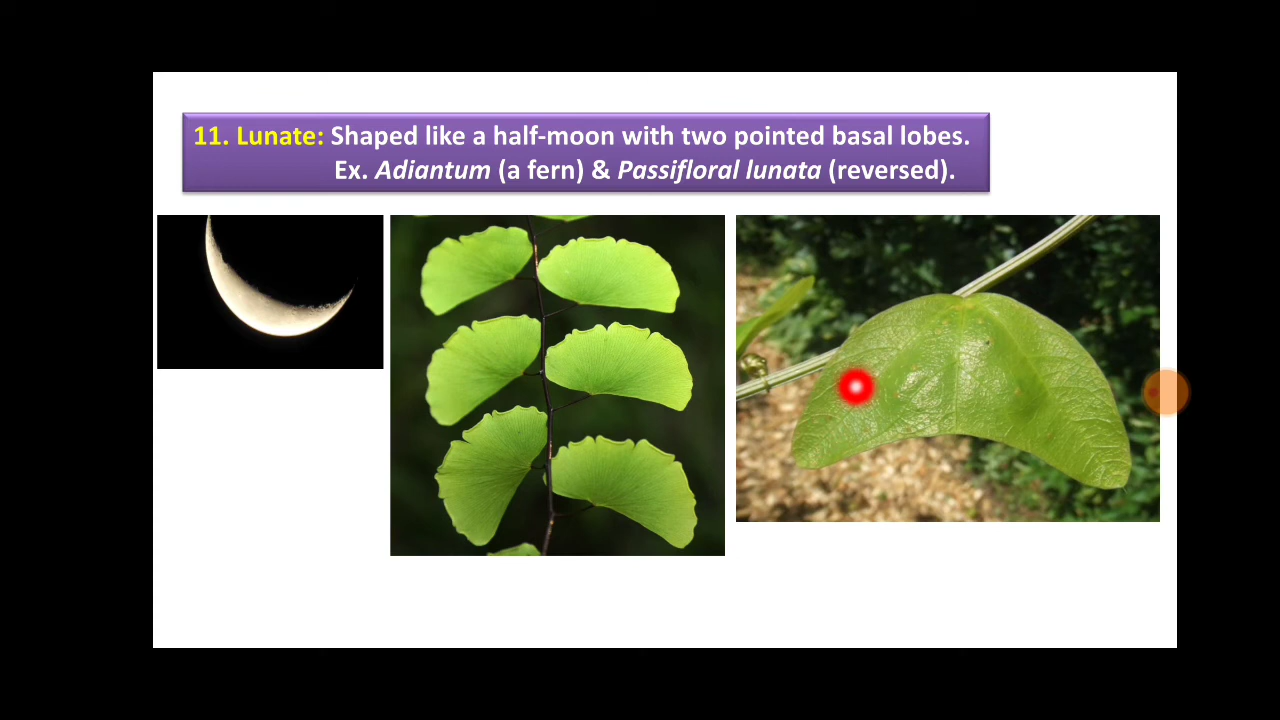 11. Lunate: Shaped like a half-moon with two pointed basal lobes.
Ex. Adiantum (a fern) & Passifloral lunata (reversed).